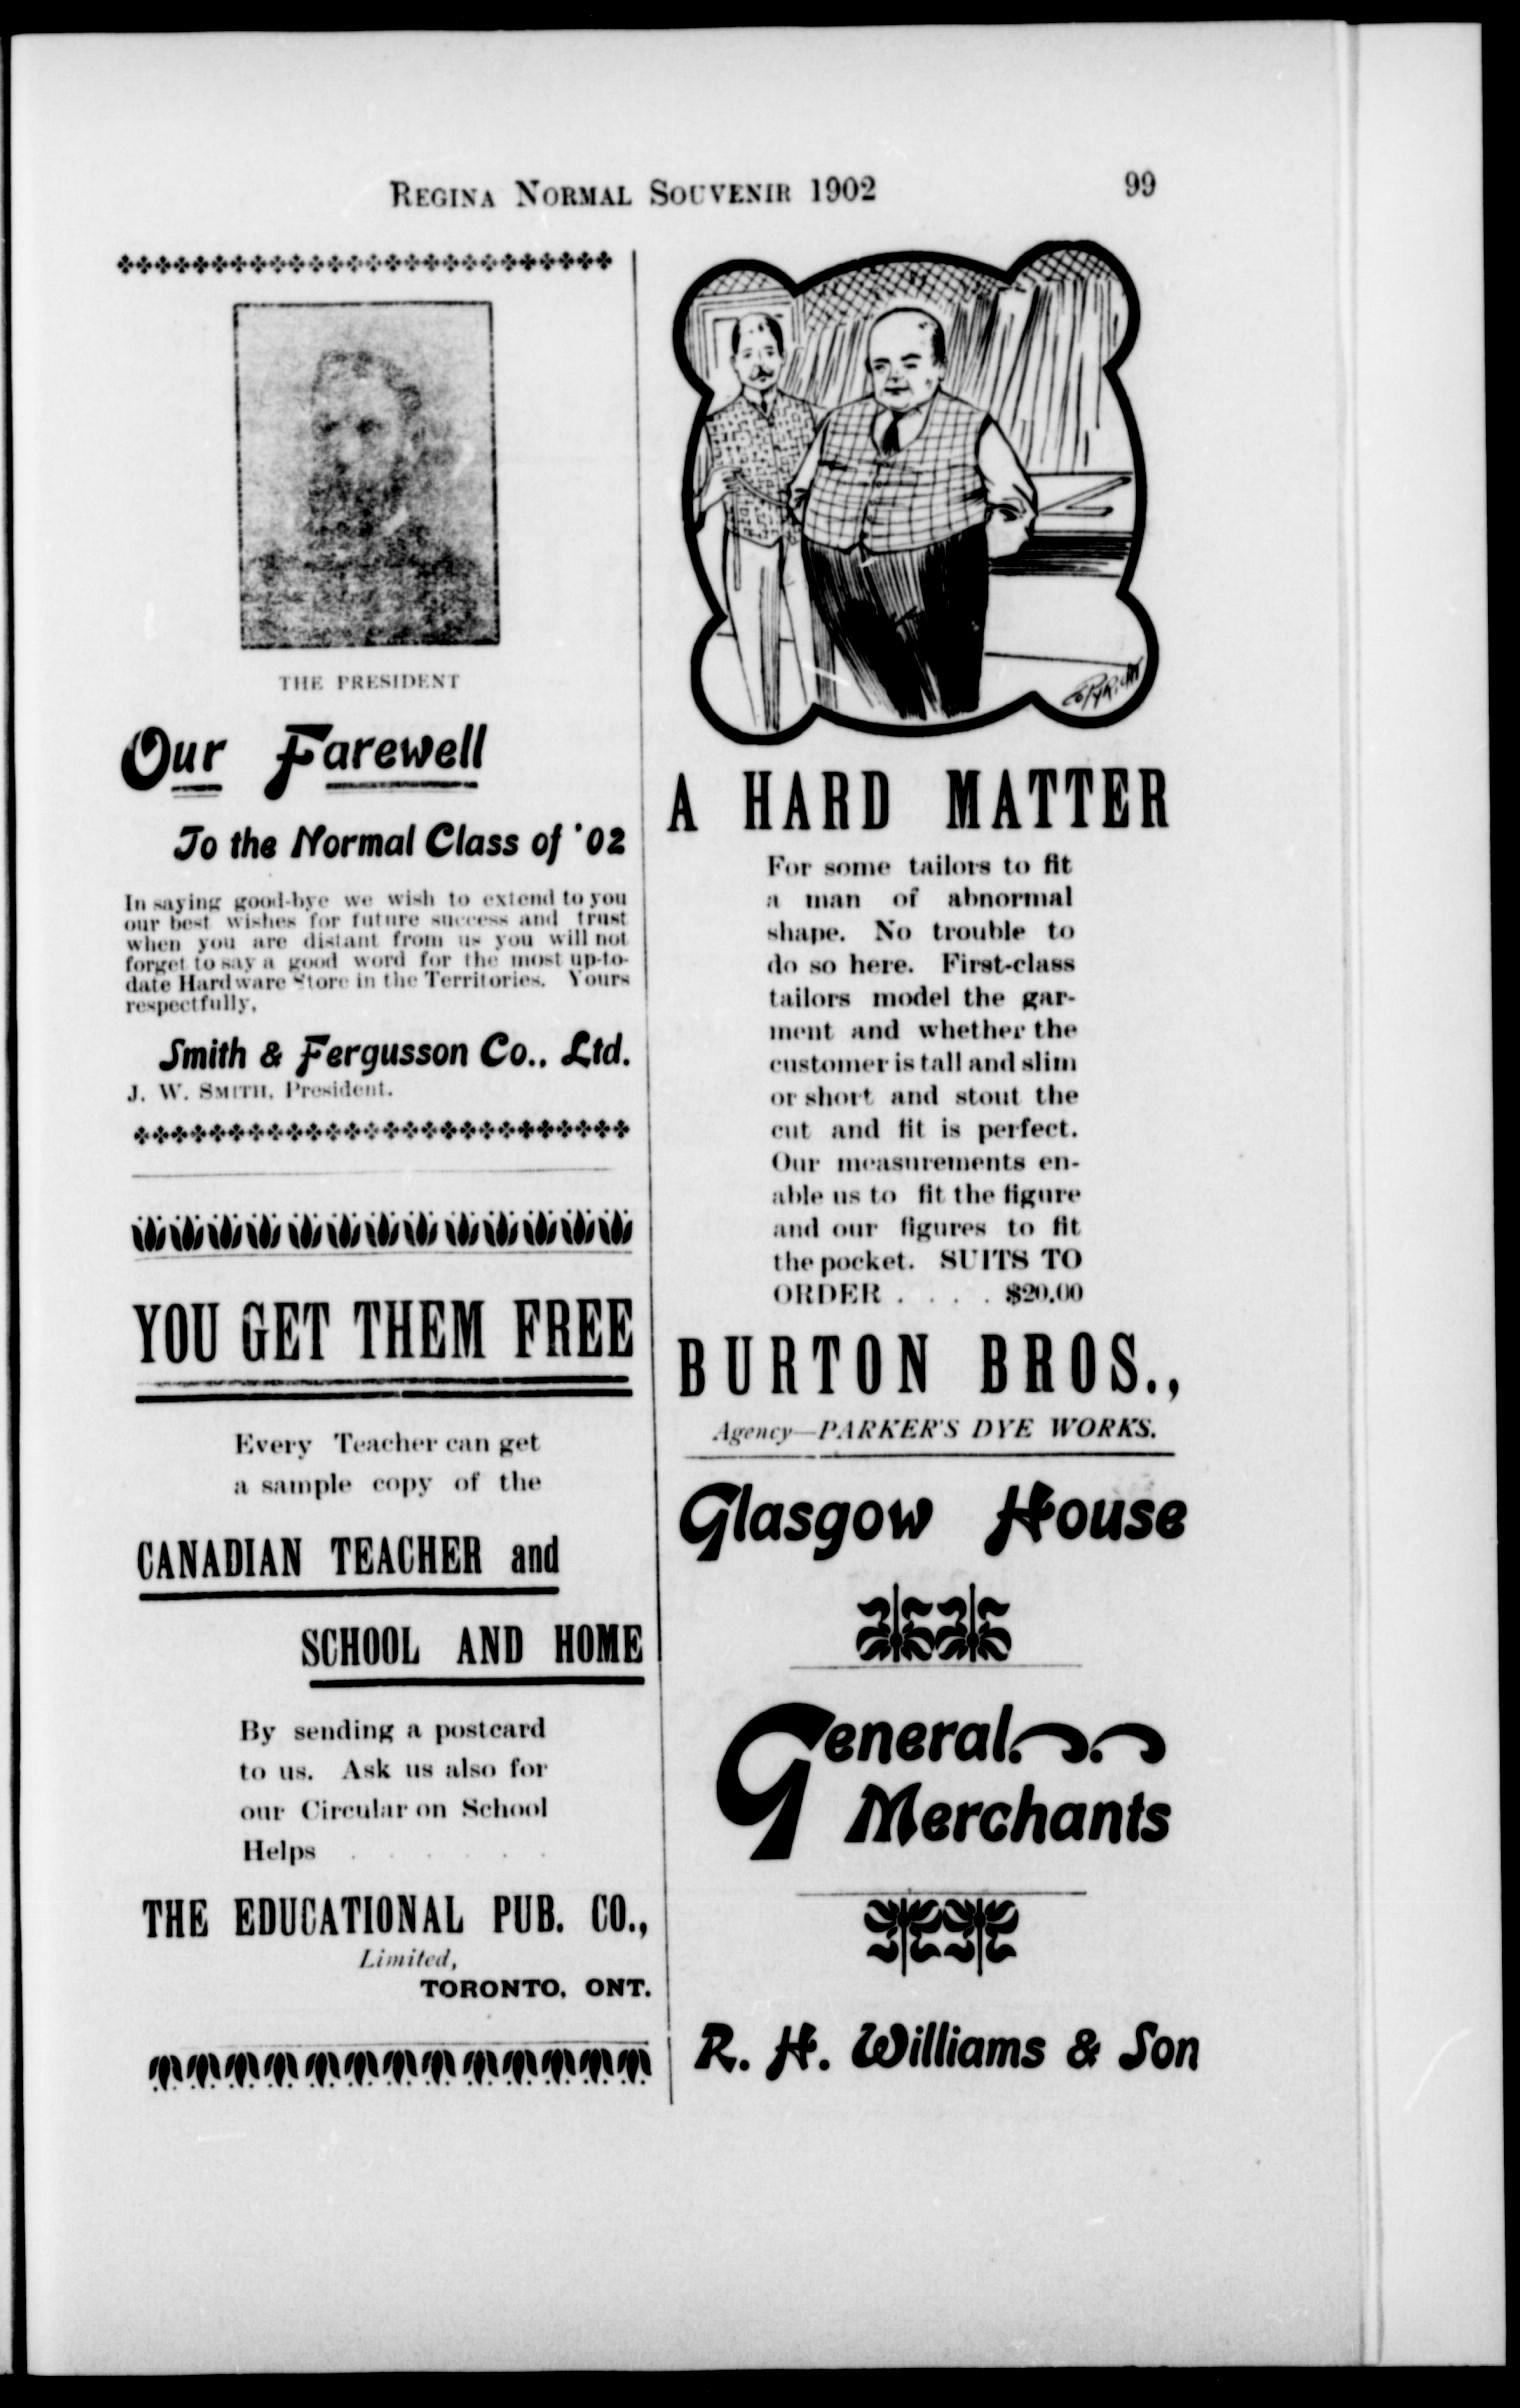 REGINA NORMAL SOUVENIR 1902 99
THE PRESIDENT
Our Farewell
To the Normal Class of '02
In saying good-bye we wish to extend to you
our best wishes for future success and trust
when you are distant from us you will not
forget to say a good word for the most up-to-
date Hardware Store in the Territories. Yours
respectfully,
Smith & Fergusson Co., Ltd.
J. W. SMITH, President.
YOU GET THEM FREE
Every Teacher can get
a sample copy of the
CANADIAN TEACHER and
SCHOOL AND HOME
By sending a postcard
to us. Ask us also for
our Circular on School
Helps . . . . . .
THE EDUCATIONAL PUB. CO.,
Limited,
TORONTO, ONT.
COPYRIGHT
A HARD MATTER
For some tailors to fit
a man of abnormal
shape. No trouble to
do so here. First-class
tailors model the gar-
ment and whether the
customer is tall and slim
or short and stout the
cut and fit is perfect.
Our measurements en-
able us to fit the figure
and our figures to fit
the pocket. SUITS TO
ORDER . . . . $20.00
BURTON BROS.,
Agency—PARKER'S DYE WORKS.
Glasgow House
General
Merchants
R. H. Williams & Son